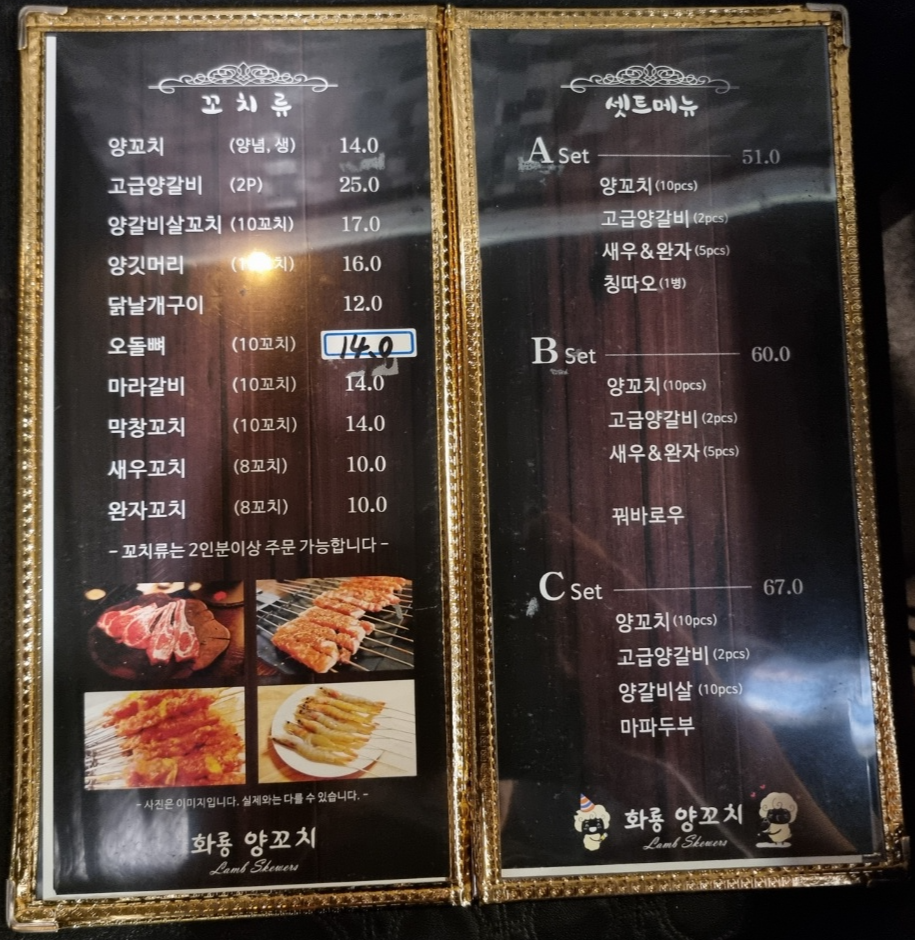 꼬치류
양꼬치 (양념, 생) 14.0
고급양갈비 (2P) 25.0
양갈비살꼬치 (10꼬치) 17.0
양깃머리 16.0
닭날개구이 12.0
오돌뼈 (10꼬치) 14.0
마라갈비 (10꼬치) 14.0
막창꼬치 (10꼬치) 14.0
새우꼬치 (8꼬치) 10.0
완자꼬치 (8꼬치) 10.0
- 꼬치류는 2인분이상 주문 가능합니다 -
- 사진은 이미지입니다. 실제와는 다를 수 있습니다. -
화룡 양꼬치
Lamb Skewers
셋트메뉴
A Set 51.0
양꼬치 (10pcs)
고급양갈비 (2pcs)
새우&완자 (5pcs)
칭따오 (1병)
B Set 60.0
양꼬치 (10pcs)
고급양갈비 (2pcs)
새우&완자 (5pcs)
꿔바로우
C Set 67.0
양꼬치 (10pcs)
고급양갈비 (2pcs)
양갈비살 (10pcs)
마파두부
화룡 양꼬치
Lamb Skewers